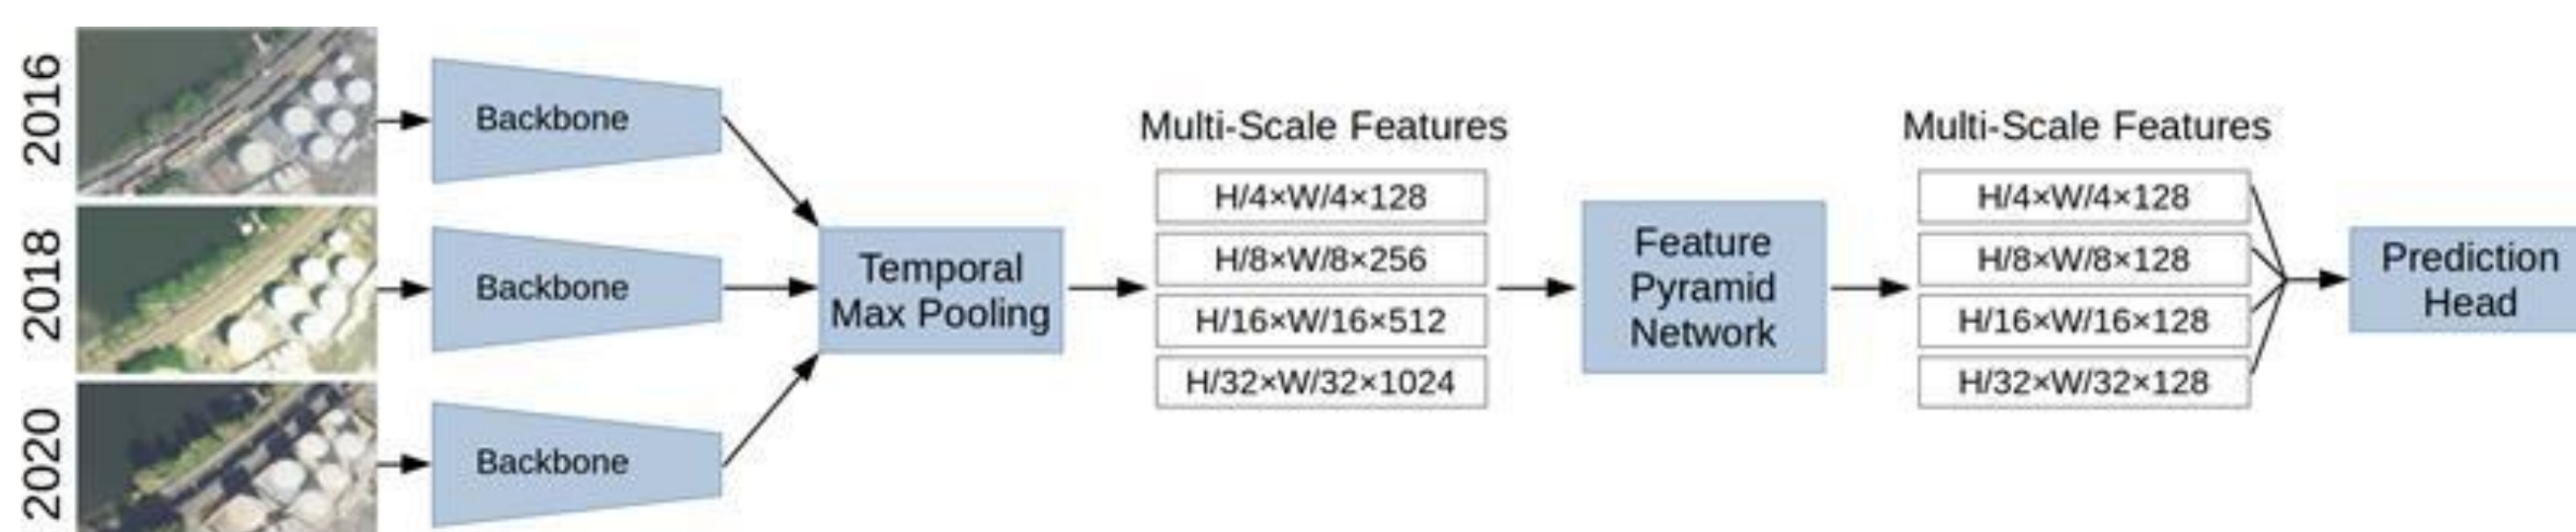 2016
Backbone
2018
Backbone
2020
Backbone
Temporal
Max Pooling
Multi-Scale Features
H/4×W/4×128
H/8×W/8×256
H/16×W/16×512
H/32×W/32×1024
Feature
Pyramid
Network
Multi-Scale Features
H/4×W/4×128
H/8×W/8×128
H/16×W/16×128
H/32×W/32×128
Prediction
Head